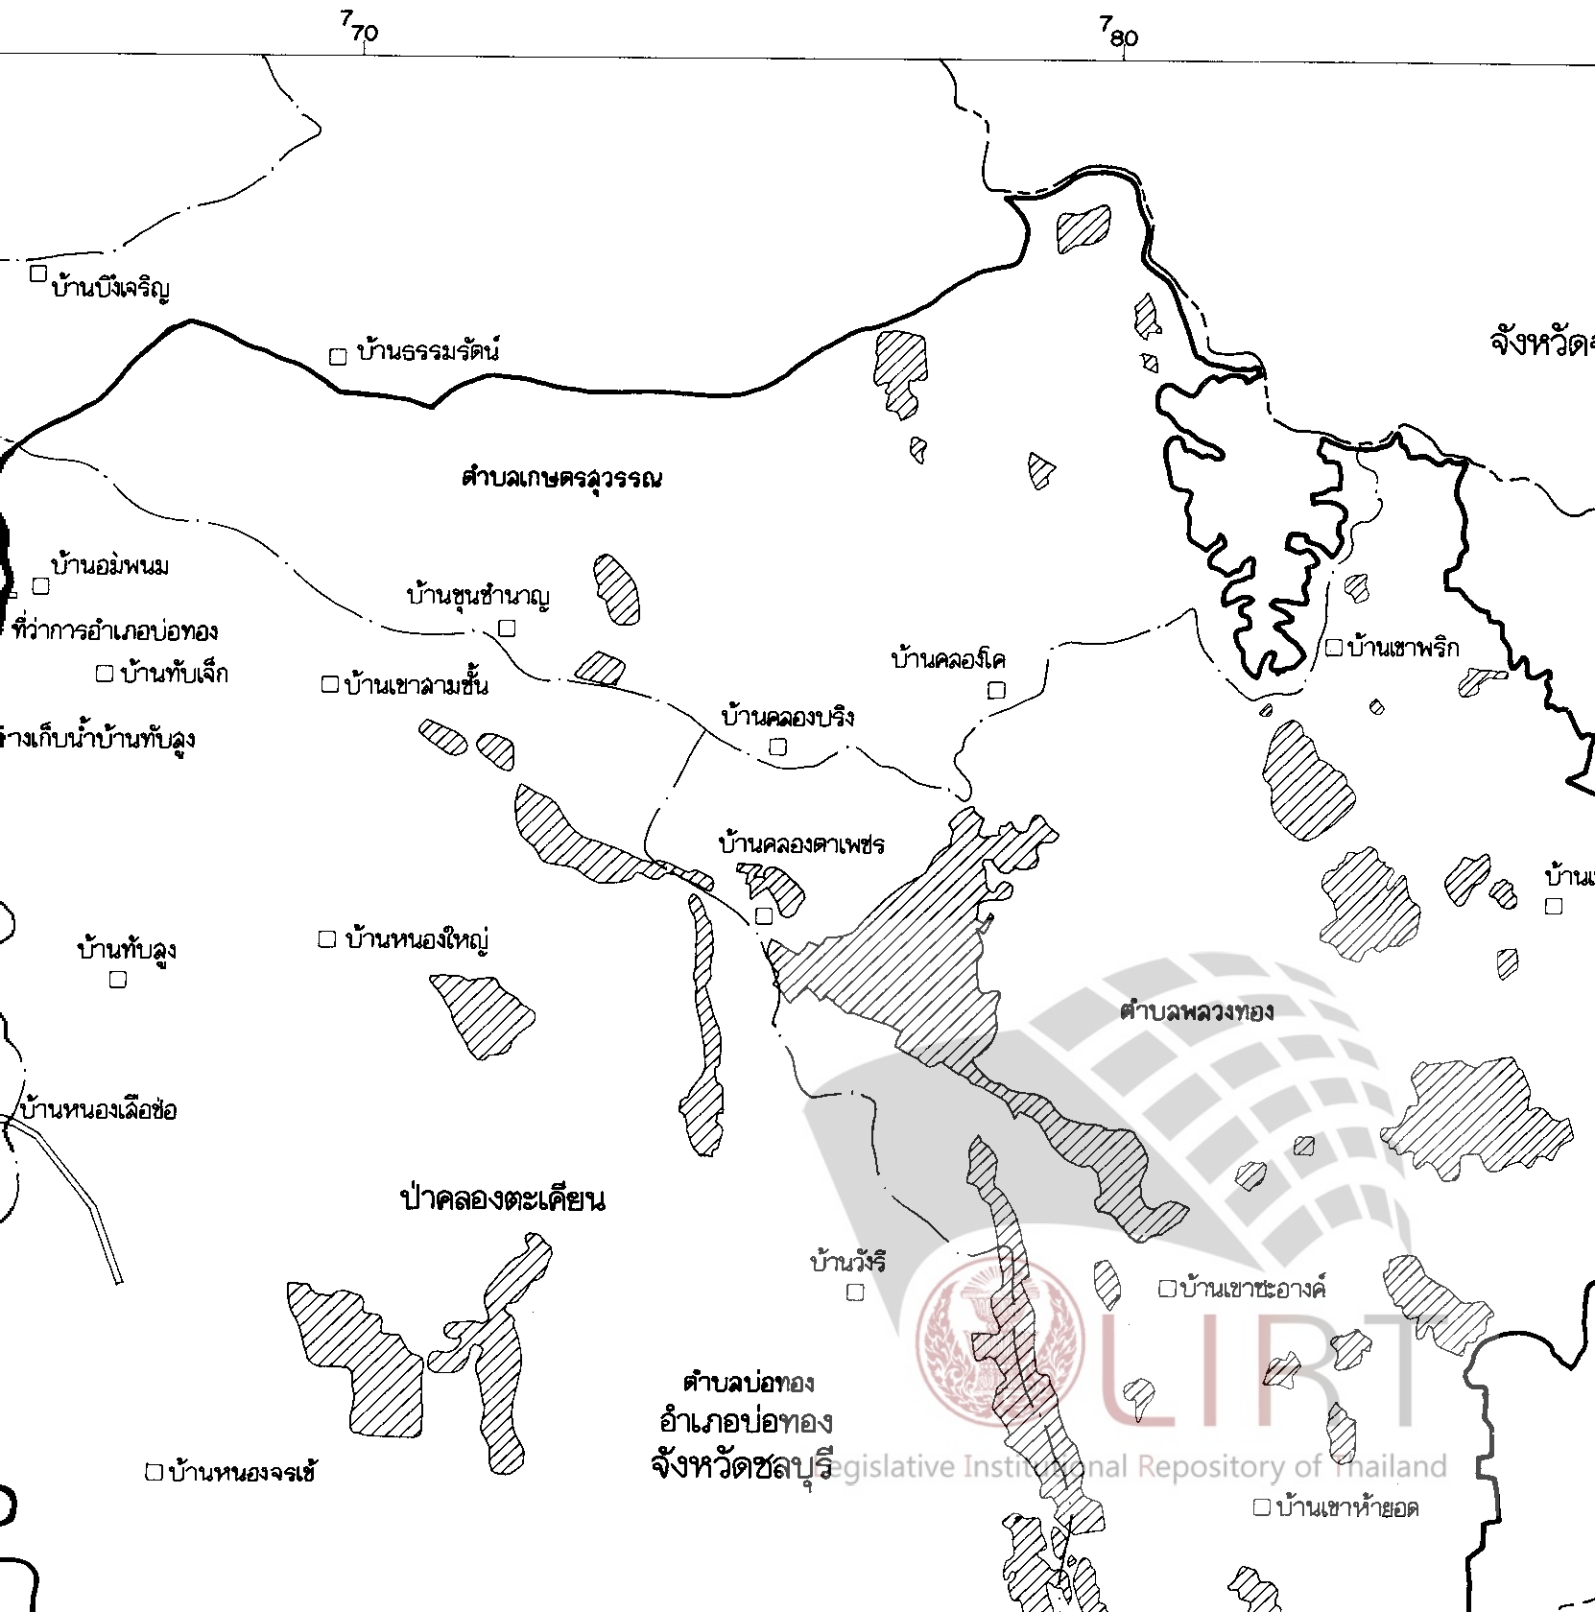 770
780
บ้านบึงเจริญ
บ้านธรรมรัตน์
จังหวัด
ตำบลเกษตรสุวรรณ
บ้านอมพนม
บ้านขุนชำนาญ
ที่ว่าการอำเภอบ่อทอง
บ้านทับเจ็ก
บ้านเขาสามชั้น
บ้านคลองโค
บ้านเขาพริก
บ้านคลองปริง
างเก็บน้ำบ้านทับสูง
บ้านคลองตาเพชร
บ้านหนองใหญ่
บ้านทับสูง
ตำบลพลวงทอง
บ้านหนองเสือช่อ
ป่าคลองตะเคียน
บ้านวังรี
บ้านเขาชะอางค์
ตำบลบ่อทอง
อำเภอบ่อทอง
จังหวัดชลบุรี
LIRT
Legislative Institutional Repository of Thailand
บ้านหนองจรเข้
บ้านเขาห้ายอด